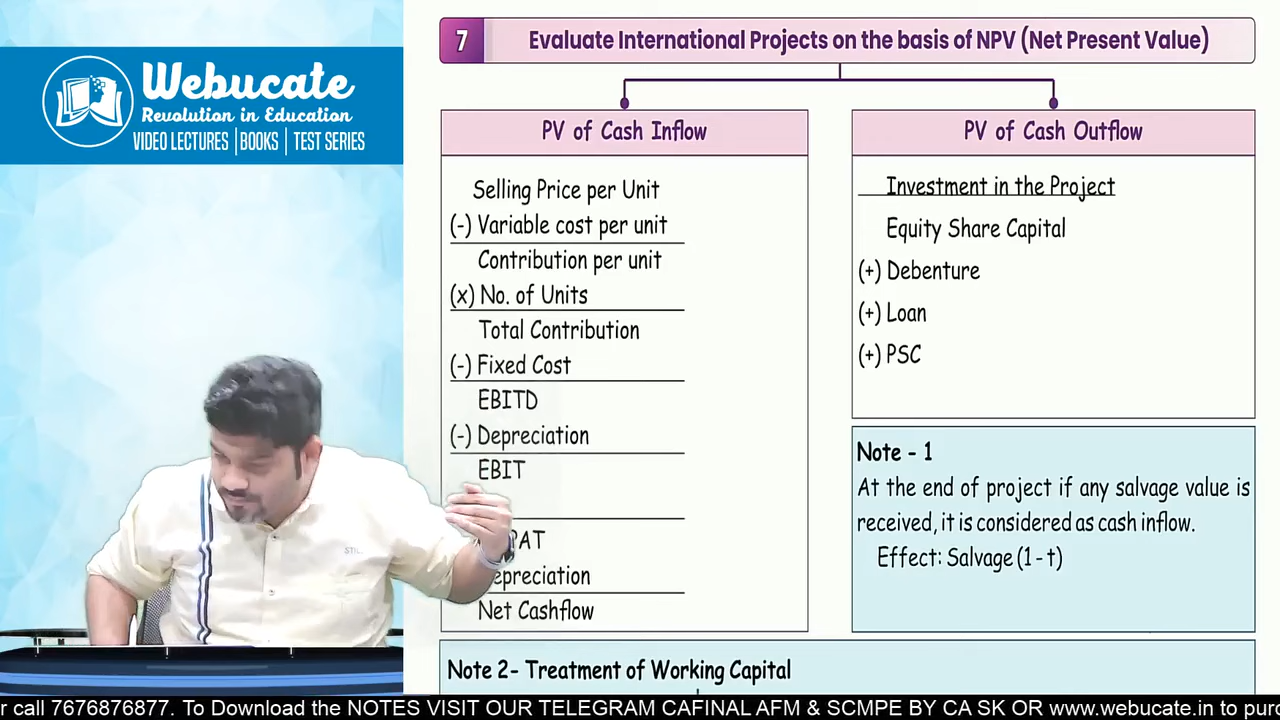 Webucate
Revolution in Education
VIDEO LECTURES | BOOKS | TEST SERIES
7
Evaluate International Projects on the basis of NPV (Net Present Value)
PV of Cash Inflow
Selling Price per Unit
(-) Variable cost per unit
Contribution per unit
(x) No. of Units
Total Contribution
(-) Fixed Cost
EBITD
(-) Depreciation
EBIT
PAT
epreciation
Net Cashflow
PV of Cash Outflow
Investment in the Project
Equity Share Capital
(+) Debenture
(+) Loan
(+) PSC
Note - 1
At the end of project if any salvage value is
received, it is considered as cash inflow.
Effect: Salvage (1 - t)
Note 2- Treatment of Working Capital
r call 7676876877. To Download the NOTES VISIT OUR TELEGRAM CAFINAL AFM & SCMPE BY CA SK OR www.webucate.in to purc